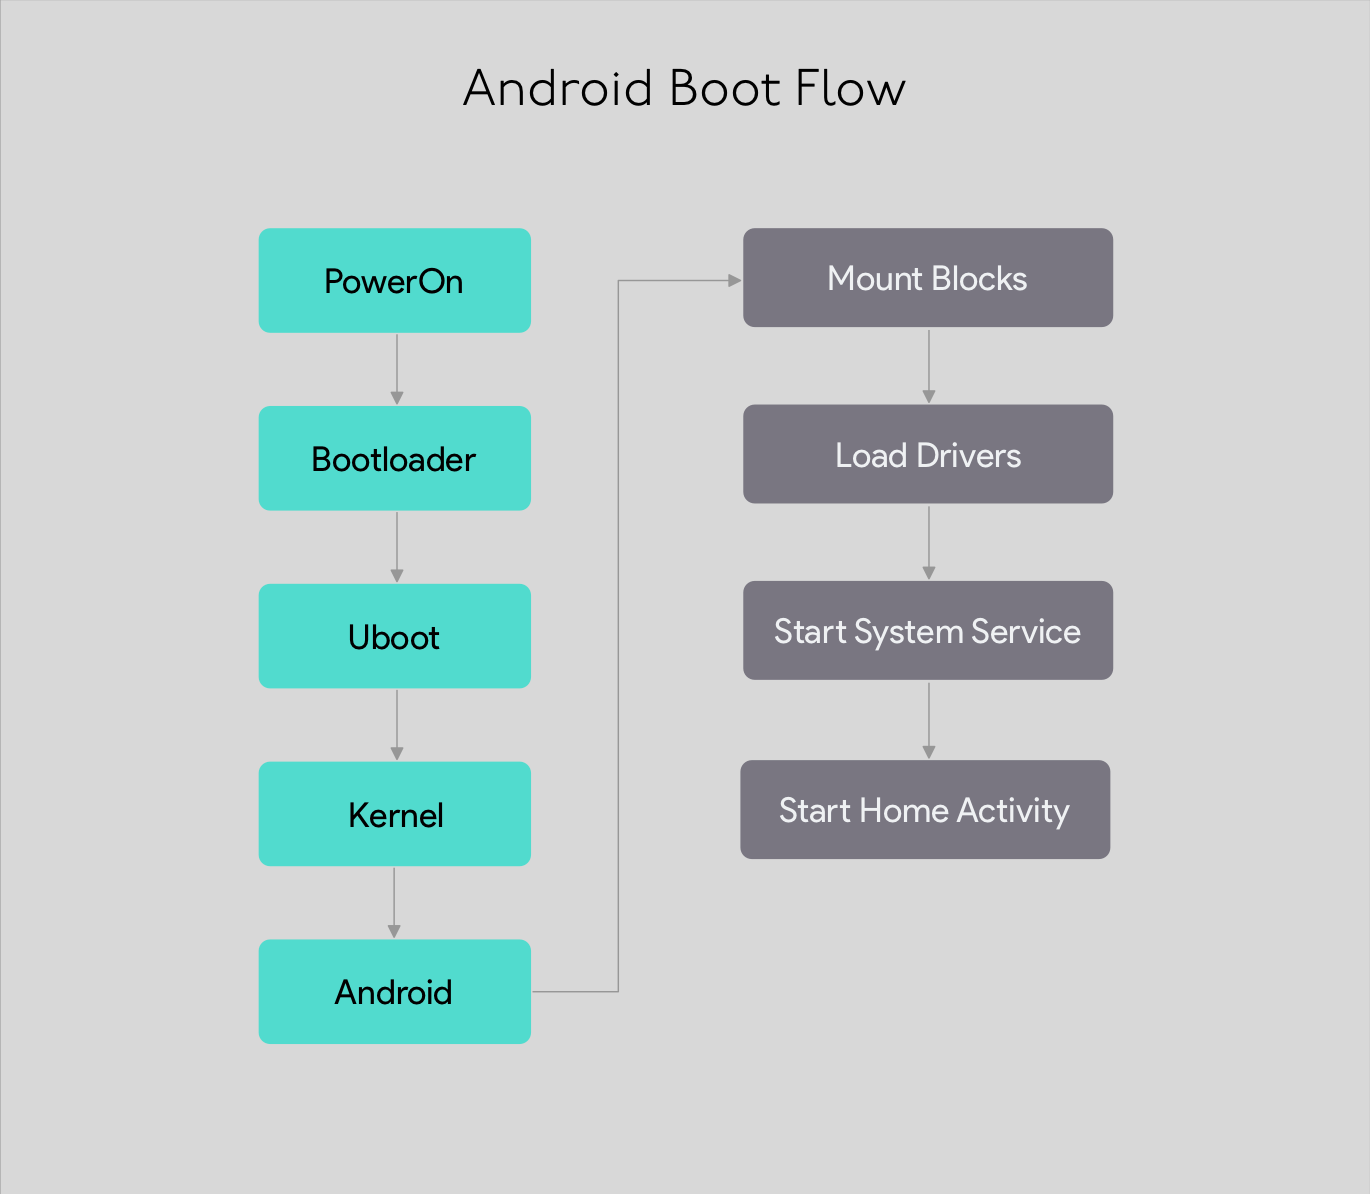 Android Boot Flow
PowerOn
Bootloader
Uboot
Kernel
Android
Mount Blocks
Load Drivers
Start System Service
Start Home Activity